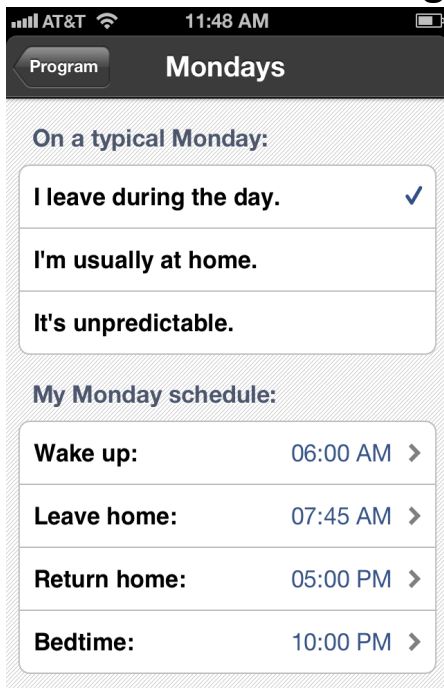 AT&T 11:48 AM
Program Mondays
On a typical Monday:
I leave during the day.
I'm usually at home.
It's unpredictable.
My Monday schedule:
Wake up: 06:00 AM
Leave home: 07:45 AM
Return home: 05:00 PM
Bedtime: 10:00 PM